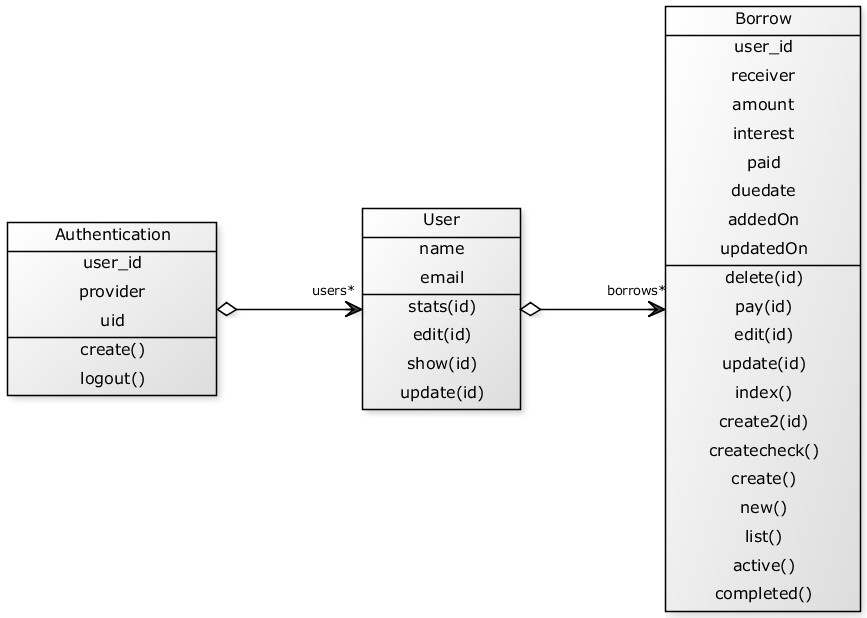 Authentication
user_id
provider
uid
create()
logout()
users*
User
name
email
stats(id)
edit(id)
show(id)
update(id)
borrows*
Borrow
user_id
receiver
amount
interest
paid
duedate
addedOn
updatedOn
delete(id)
pay(id)
edit(id)
update(id)
index()
create2(id)
createcheck()
create()
new()
list()
active()
completed()